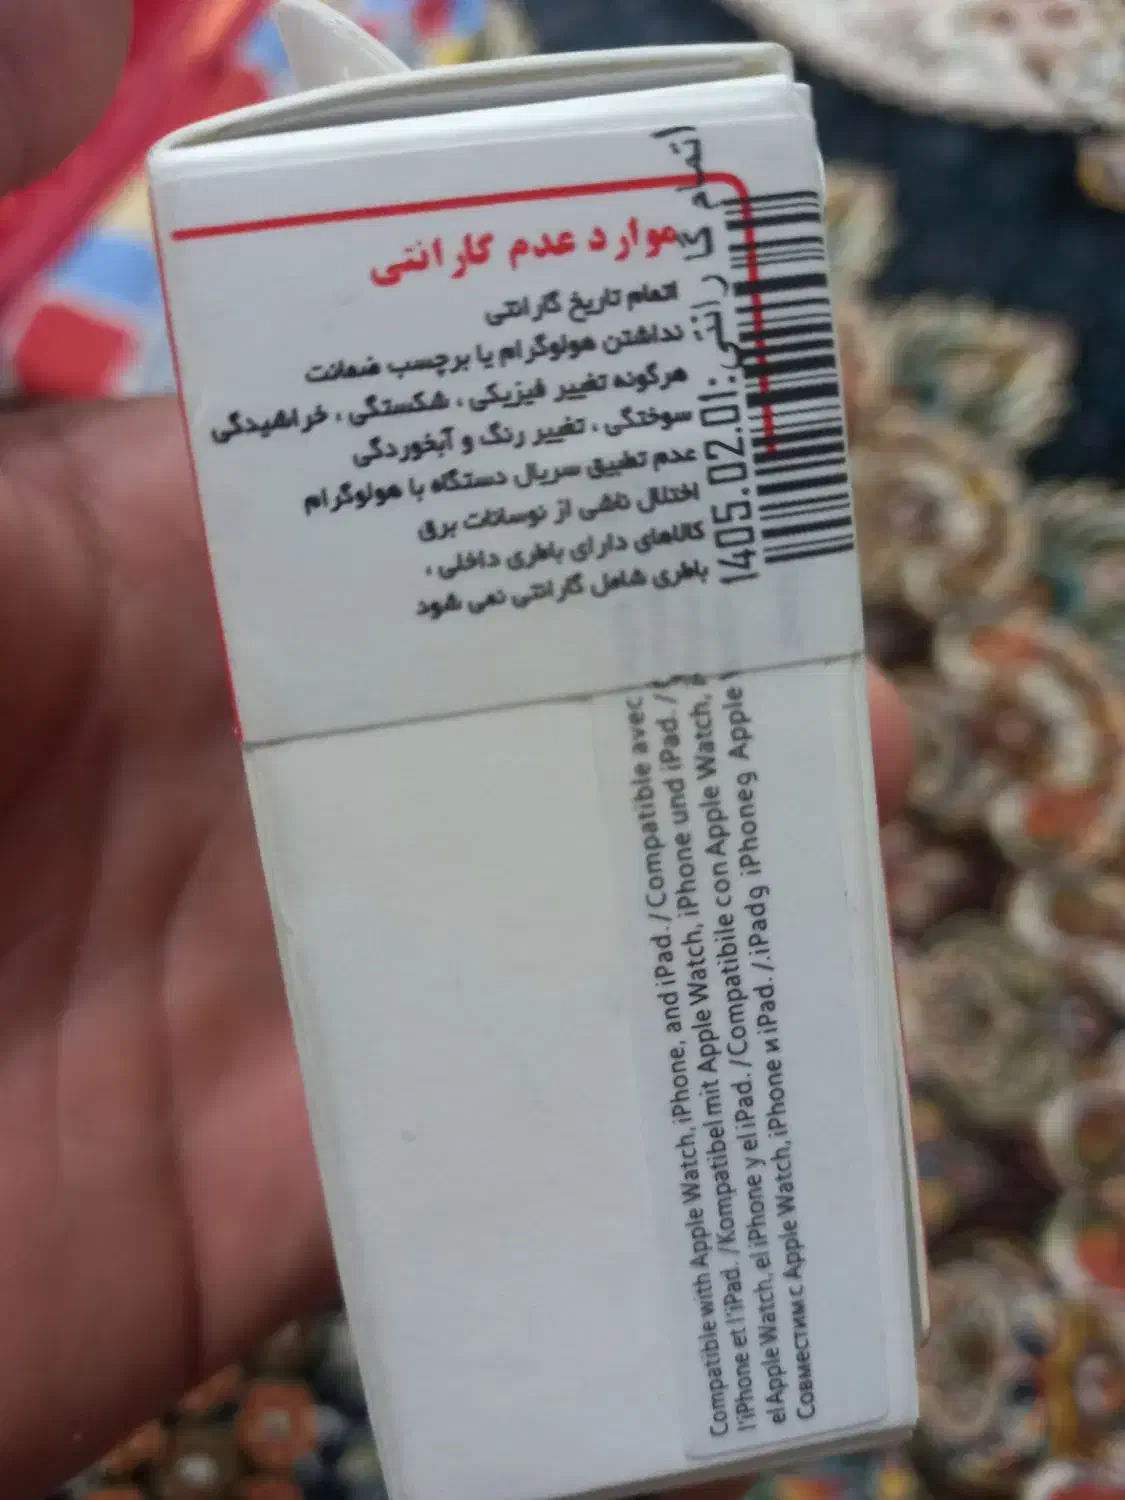 موارد عدم گارانتی
اتمام تاریخ گارانتی
نداشتن هولوگرام یا برچسب ضمانت
هرگونه تغییر فیزیکی ، شکستگی ، خراشیدگی
سوختگی ، تغییر رنگ و آبخوردگی
عدم تطبیق سریال دستگاه با هولوگرام
اختلال ناشی از نوسانات برق
کالاهای دارای باطری داخلی ،
باطری شامل گارانتی نمی شود
اتمام گارانتی:
1405.02.01
Compatible with Apple Watch, iPhone, and iPad. / Compatible avec
l'iPhone et l'iPad. / Kompatibel mit Apple Watch, iPhone und iPad. /
el Apple Watch, el iPhone y el iPad. / Compatibile con Apple Watch,
Совместим с Apple Watch, iPhone и iPad. / .iPad و iPhone و Apple